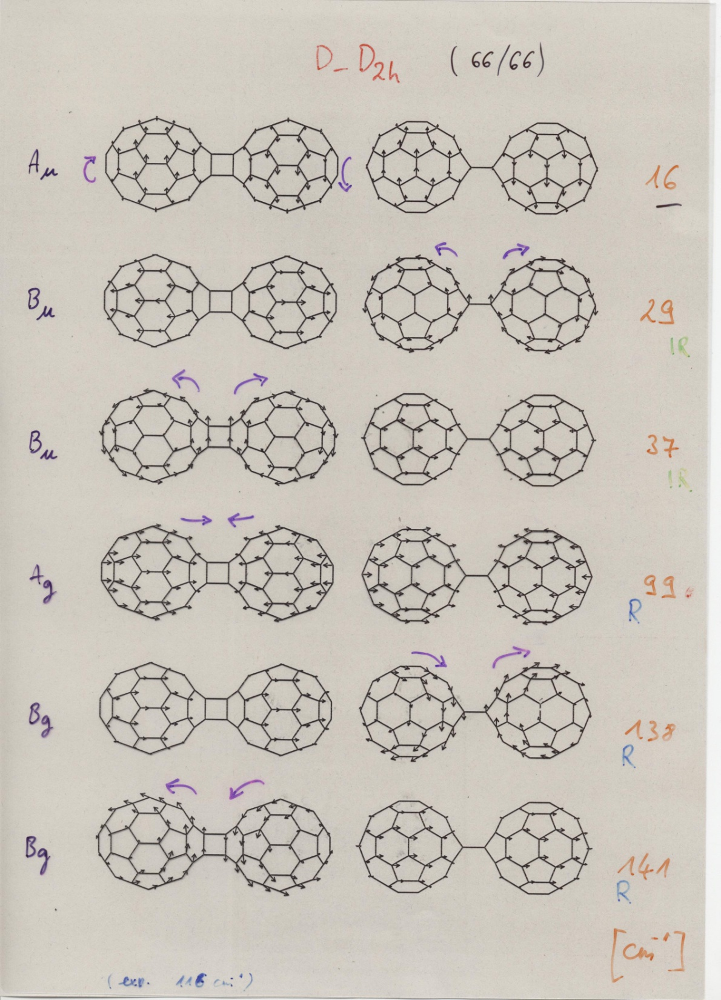 D_D2h (66/66)
Au 16
Bu 29
IR
Bu 37
IR
Ag 99
R
Bg 138
R
Bg 141
R
[cm⁻¹]
(exp. 116 cm⁻¹)